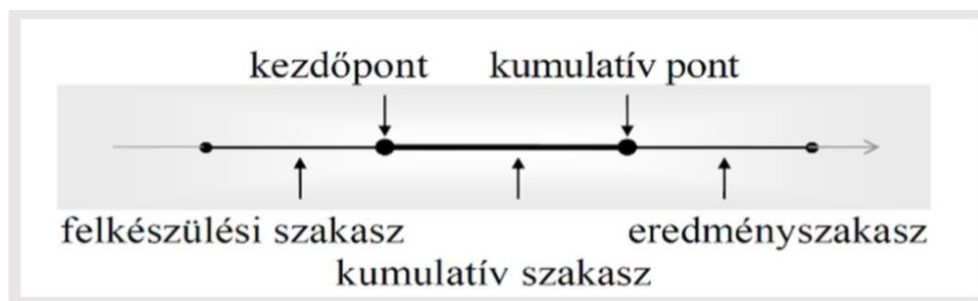 kezdőpont kumulatív pont
felkészülési szakasz eredményszakasz
kumulatív szakasz